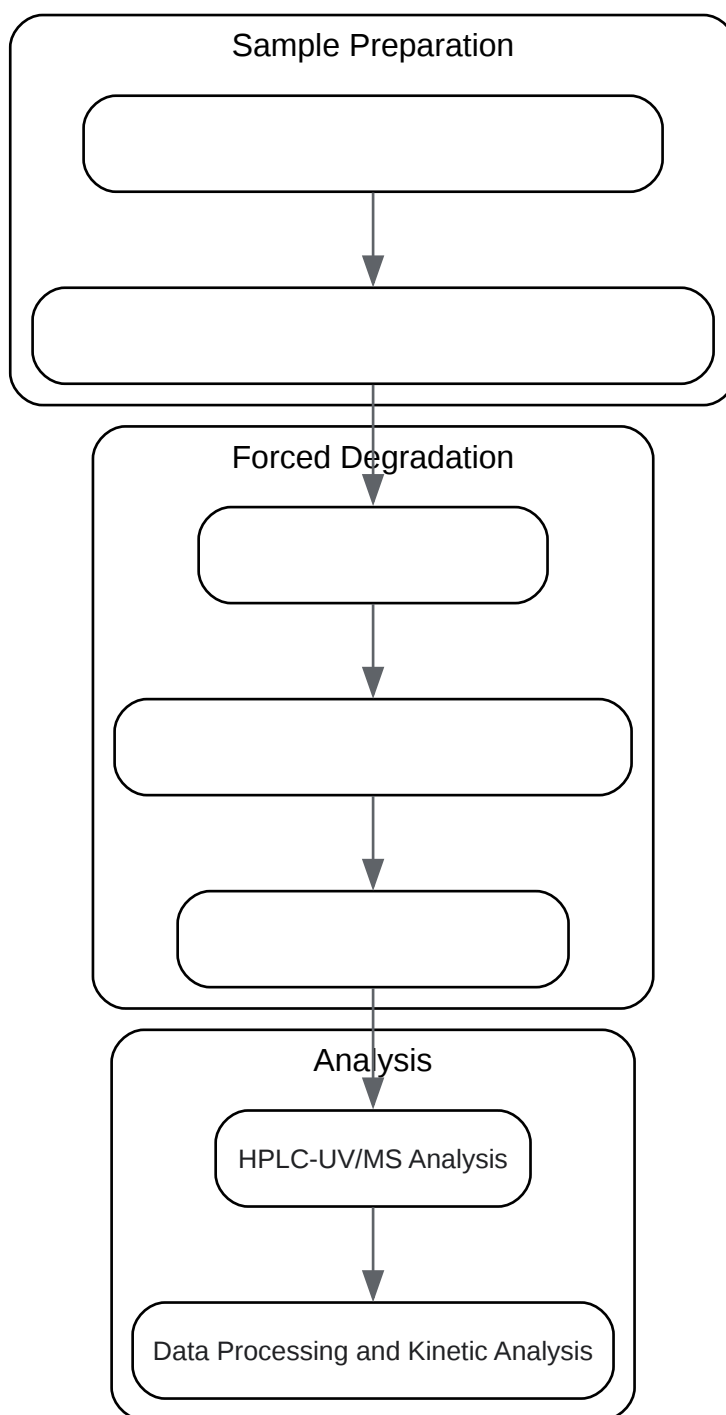 Sample Preparation
Forced Degradation
Analysis
HPLC-UV/MS Analysis
Data Processing and Kinetic Analysis